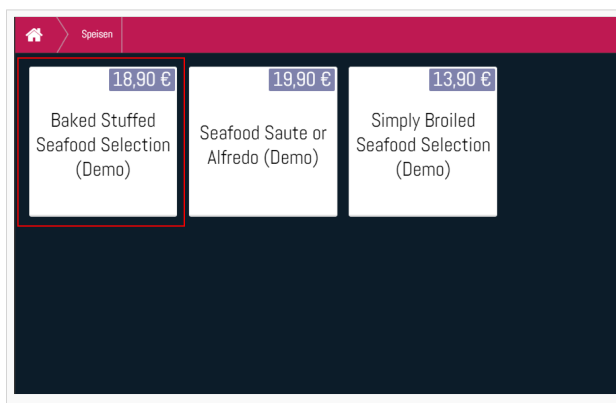 Speisen
18,90 €
Baked Stuffed
Seafood Selection
(Demo)
19,90 €
Seafood Saute or
Alfredo (Demo)
13,90 €
Simply Broiled
Seafood Selection
(Demo)